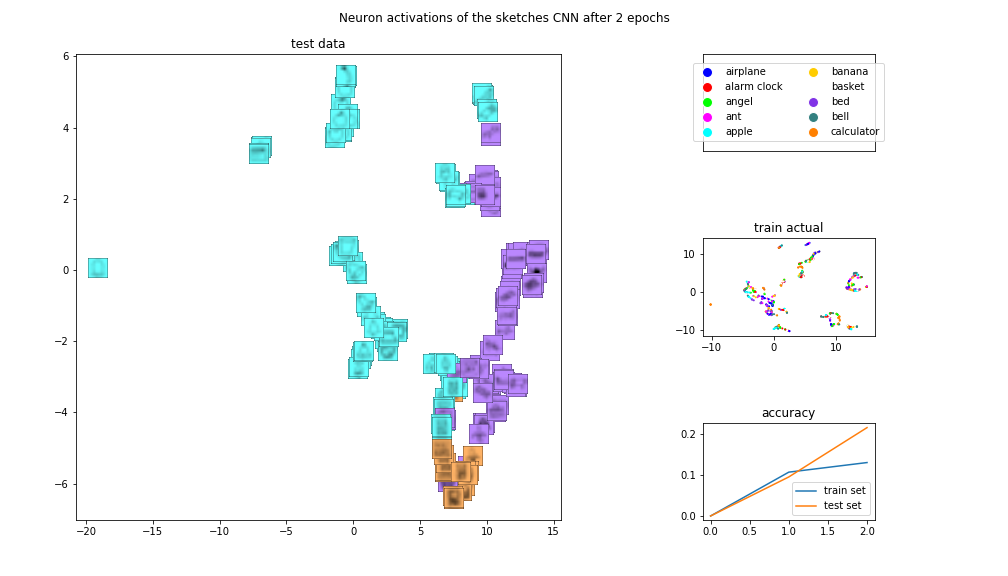 Neuron activations of the sketches CNN after 2 epochs
test data
6
4
2
0
−2
−4
−6
−20
−15
−10
−5
0
5
10
15
airplane
alarm clock
angel
ant
apple
banana
basket
bed
bell
calculator
train actual
10
0
−10
−10
0
10
accuracy
0.2
0.1
0.0
train set
test set
0.0
0.5
1.0
1.5
2.0